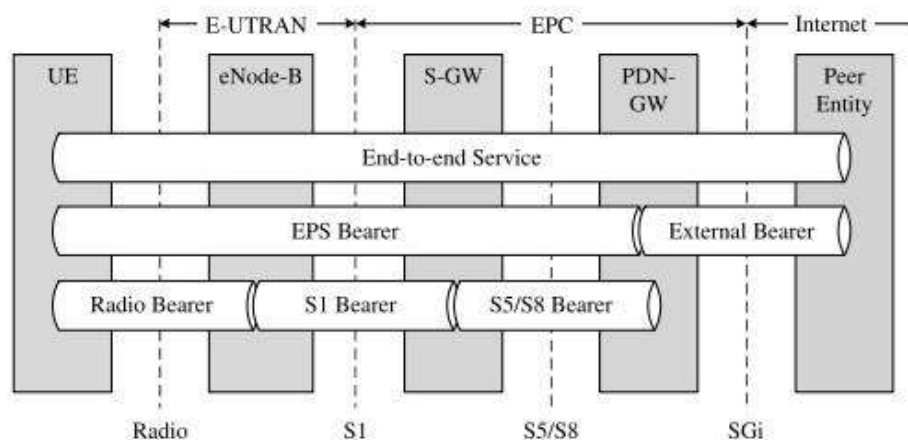 E-UTRAN
EPC
Internet
UE
eNode-B
S-GW
PDN-
GW
Peer
Entity
End-to-end Service
EPS Bearer
External Bearer
Radio Bearer
S1 Bearer
S5/S8 Bearer
Radio
S1
S5/S8
SGi